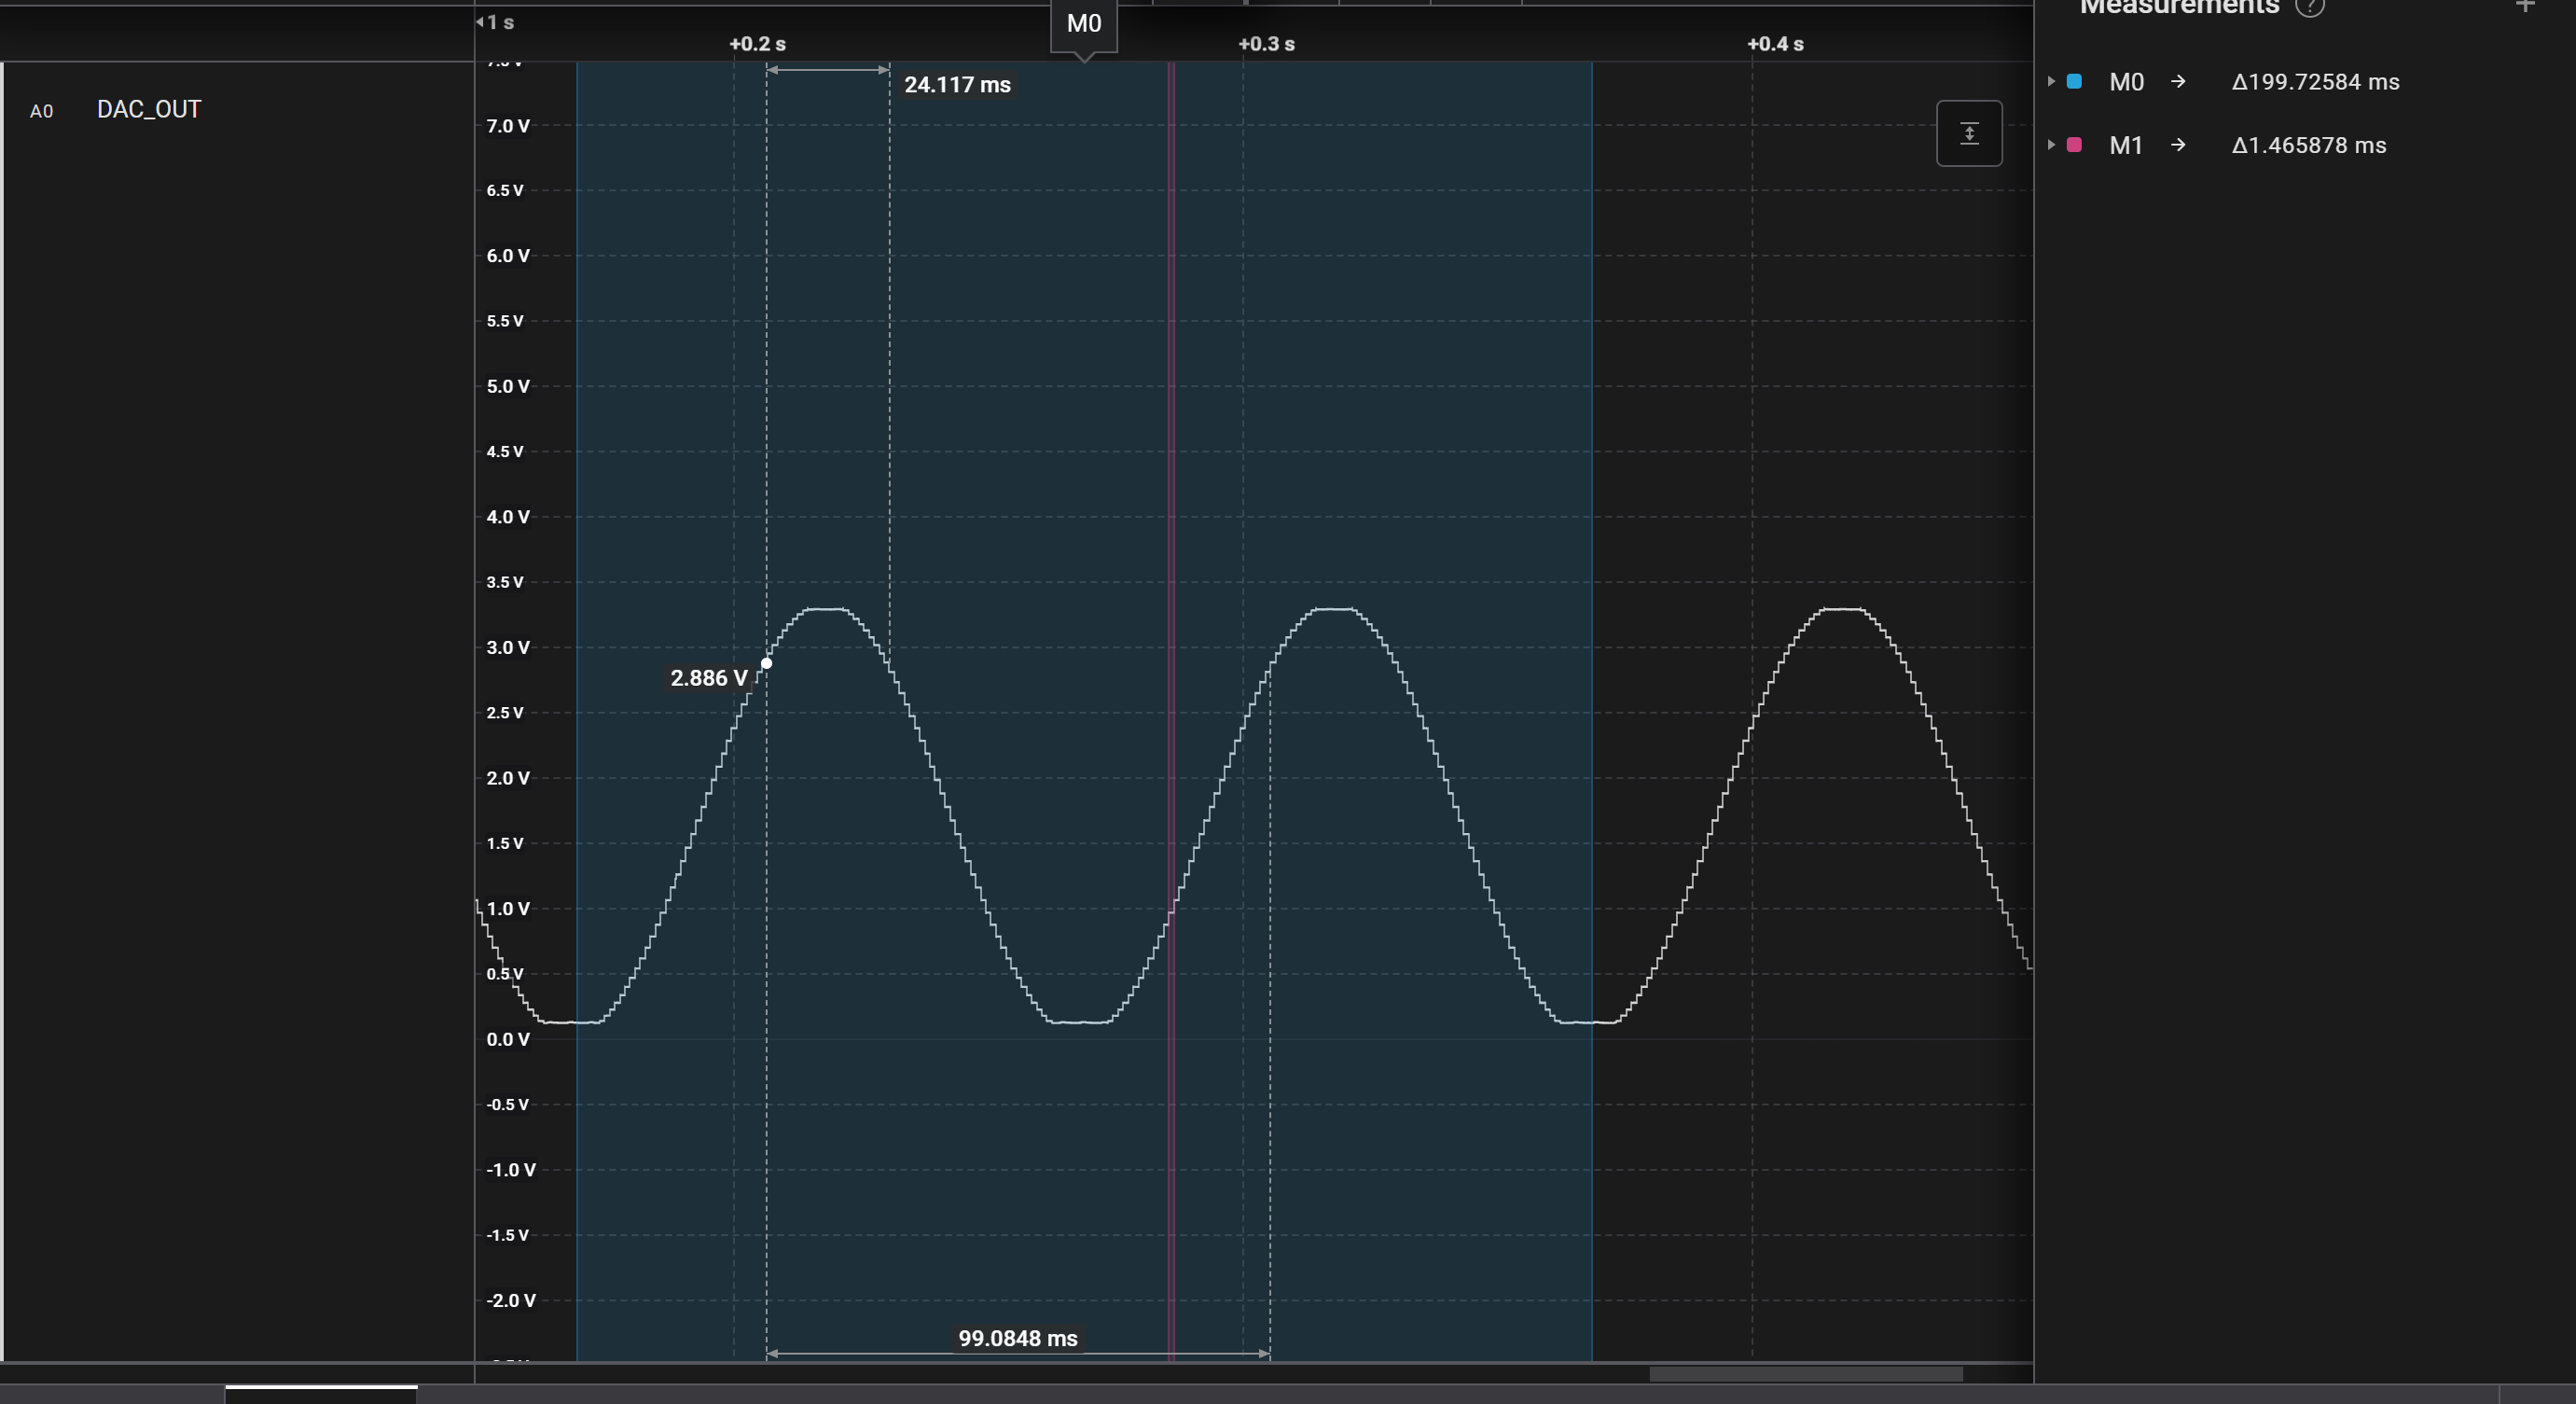 1 s
M0
+0.2 s
+0.3 s
+0.4 s
Measurements ?
A0 DAC_OUT
24.117 ms
M0 → Δ199.72584 ms
M1 → Δ1.465878 ms
7.0 V
6.5 V
6.0 V
5.5 V
5.0 V
4.5 V
4.0 V
3.5 V
3.0 V
2.886 V
2.5 V
2.0 V
1.5 V
1.0 V
0.5 V
0.0 V
-0.5 V
-1.0 V
-1.5 V
-2.0 V
99.0848 ms